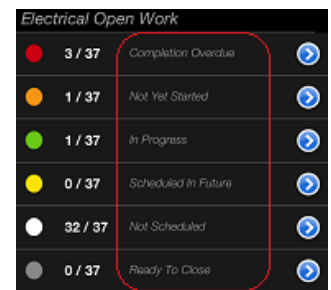 Electrical Open Work
3 / 37 Completion Overdue
1 / 37 Not Yet Started
1 / 37 In Progress
0 / 37 Scheduled In Future
32 / 37 Not Scheduled
0 / 37 Ready To Close